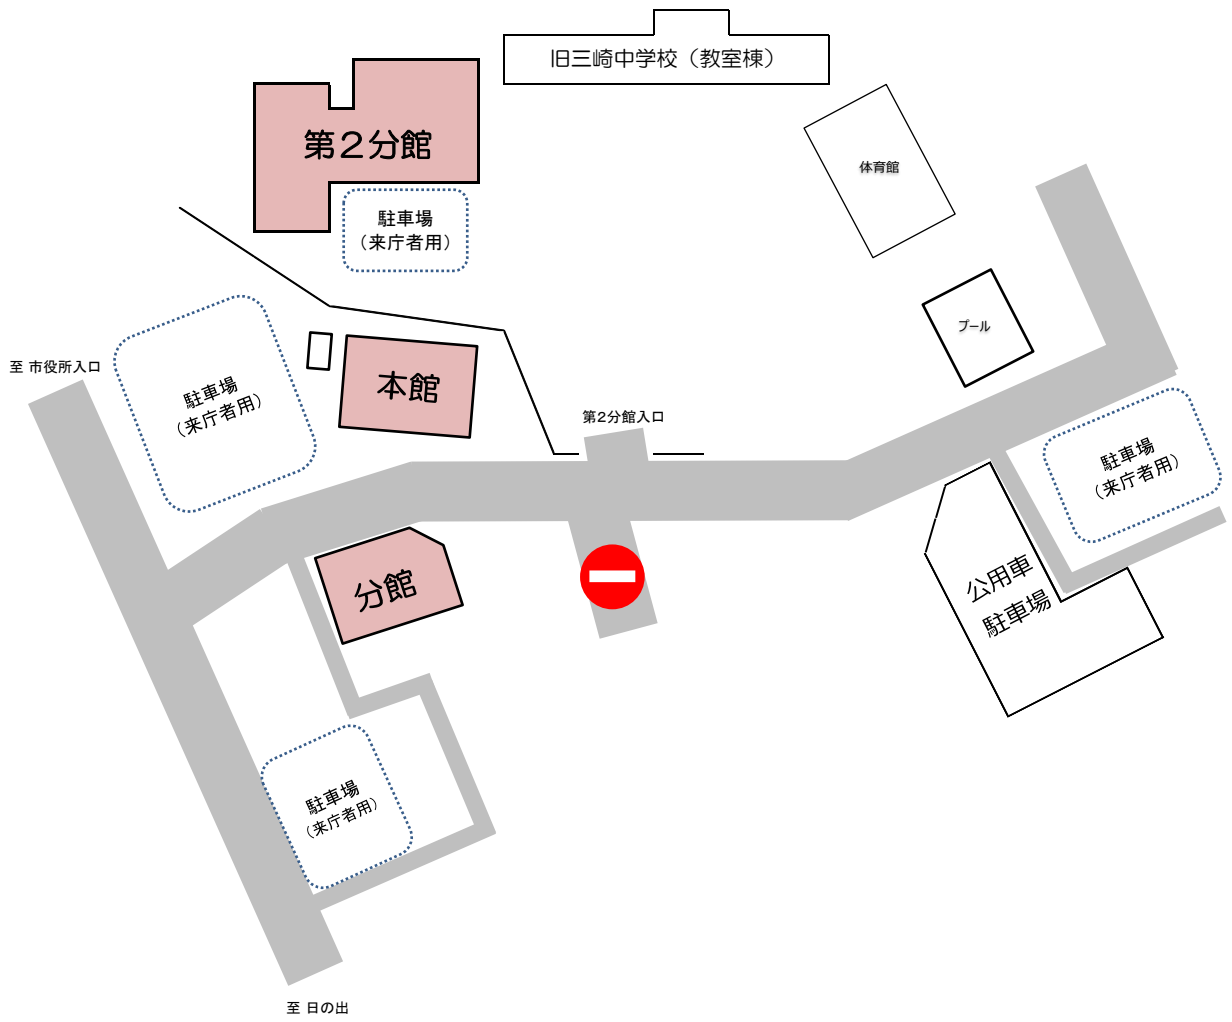 旧三崎中学校（教室棟）
第２分館
体育館
駐車場
（来庁者用）
プール
至 市役所入口
駐車場
（来庁者用）
本館
第2分館入口
駐車場
（来庁者用）
分館
公用車
駐車場
駐車場
（来庁者用）
至 日の出